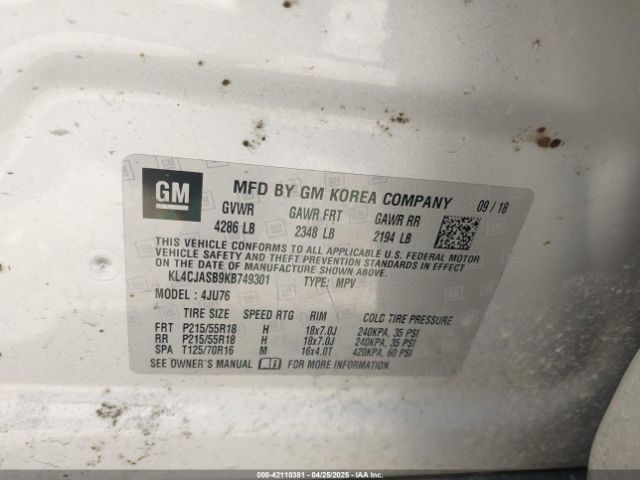 GM
MFD BY GM KOREA COMPANY 09/18
GVWR GAWR FRT GAWR RR
4286 LB 2348 LB 2194 LB
THIS VEHICLE CONFORMS TO ALL APPLICABLE U.S. FEDERAL MOTOR
VEHICLE SAFETY AND THEFT PREVENTION STANDARDS IN EFFECT ON
THE DATE OF MANUFACTURE SHOWN ABOVE.
KL4CJASB9KB749301 TYPE: MPV
MODEL : 4JU76
TIRE SIZE SPEED RTG RIM COLD TIRE PRESSURE
FRT P215/55R18 H 18x7.0J 240KPA, 35 PSI
RR P215/55R18 H 18x7.0J 240KPA, 35 PSI
SPA T125/70R16 M 16x4.0T 420KPA, 60 PSI
SEE OWNER'S MANUAL FOR MORE INFORMATION.
000-42110381 - 04/25/2025 - IAA Inc.